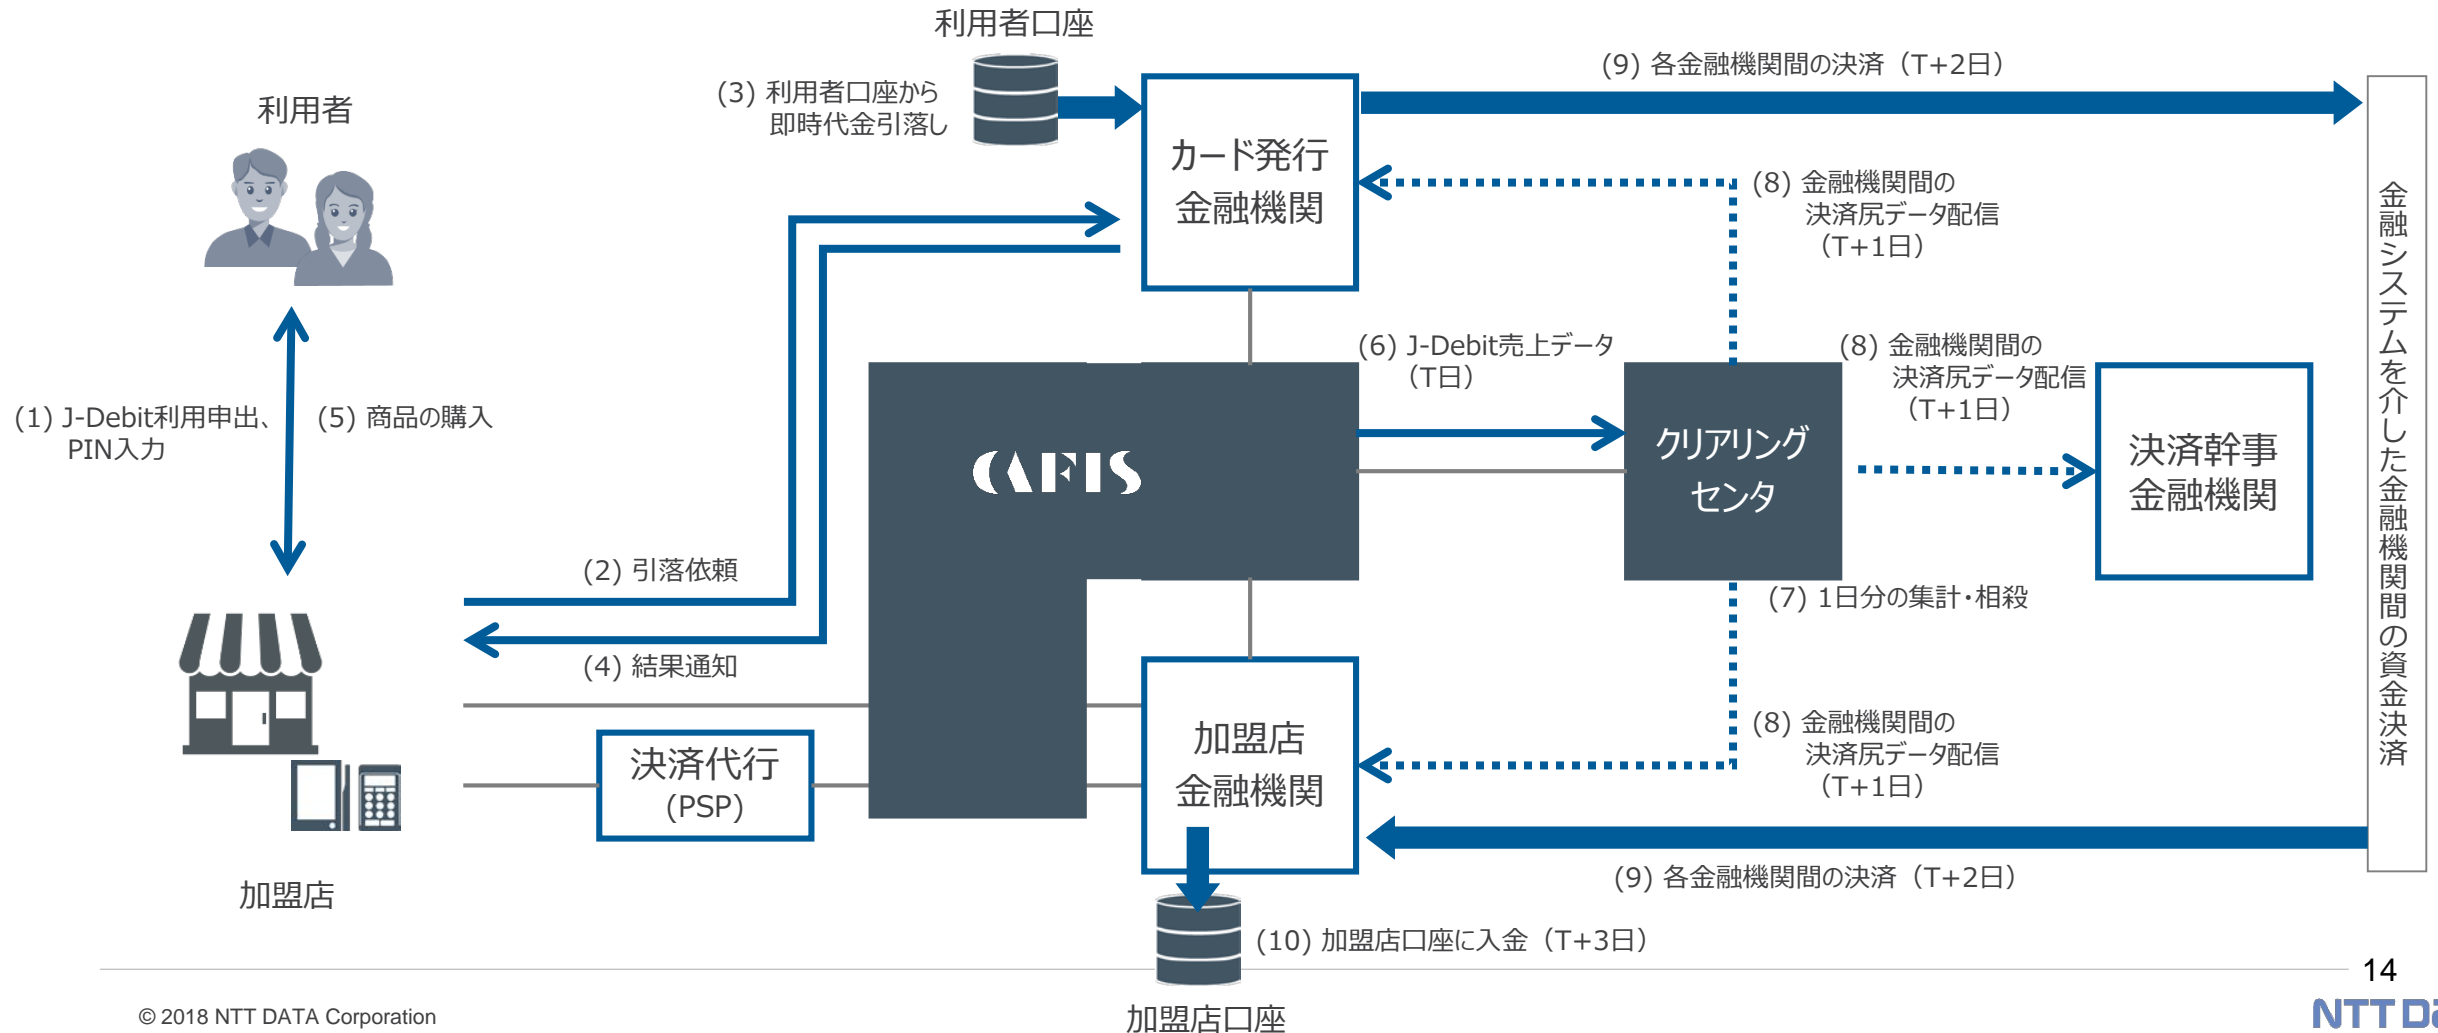 利用者口座
(9) 各金融機関間の決済（T+2日）
(3) 利用者口座から
即時代金引落し
利用者
カード発行
金融機関
(8) 金融機関間の
決済尻データ配信
（T+1日）
金融システムを介した金融機関間の資金決済
(6) J-Debit売上データ
（T日）
(8) 金融機関間の
決済尻データ配信
（T+1日）
(1) J-Debit利用申出、
PIN入力
(5) 商品の購入
CAFIS
クリアリング
センタ
決済幹事
金融機関
(2) 引落依頼
(7) 1日分の集計・相殺
(4) 結果通知
加盟店
金融機関
(8) 金融機関間の
決済尻データ配信
（T+1日）
決済代行
(PSP)
(9) 各金融機関間の決済（T+2日）
加盟店
(10) 加盟店口座に入金（T+3日）
14
© 2018 NTT DATA Corporation
加盟店口座
NTT Da